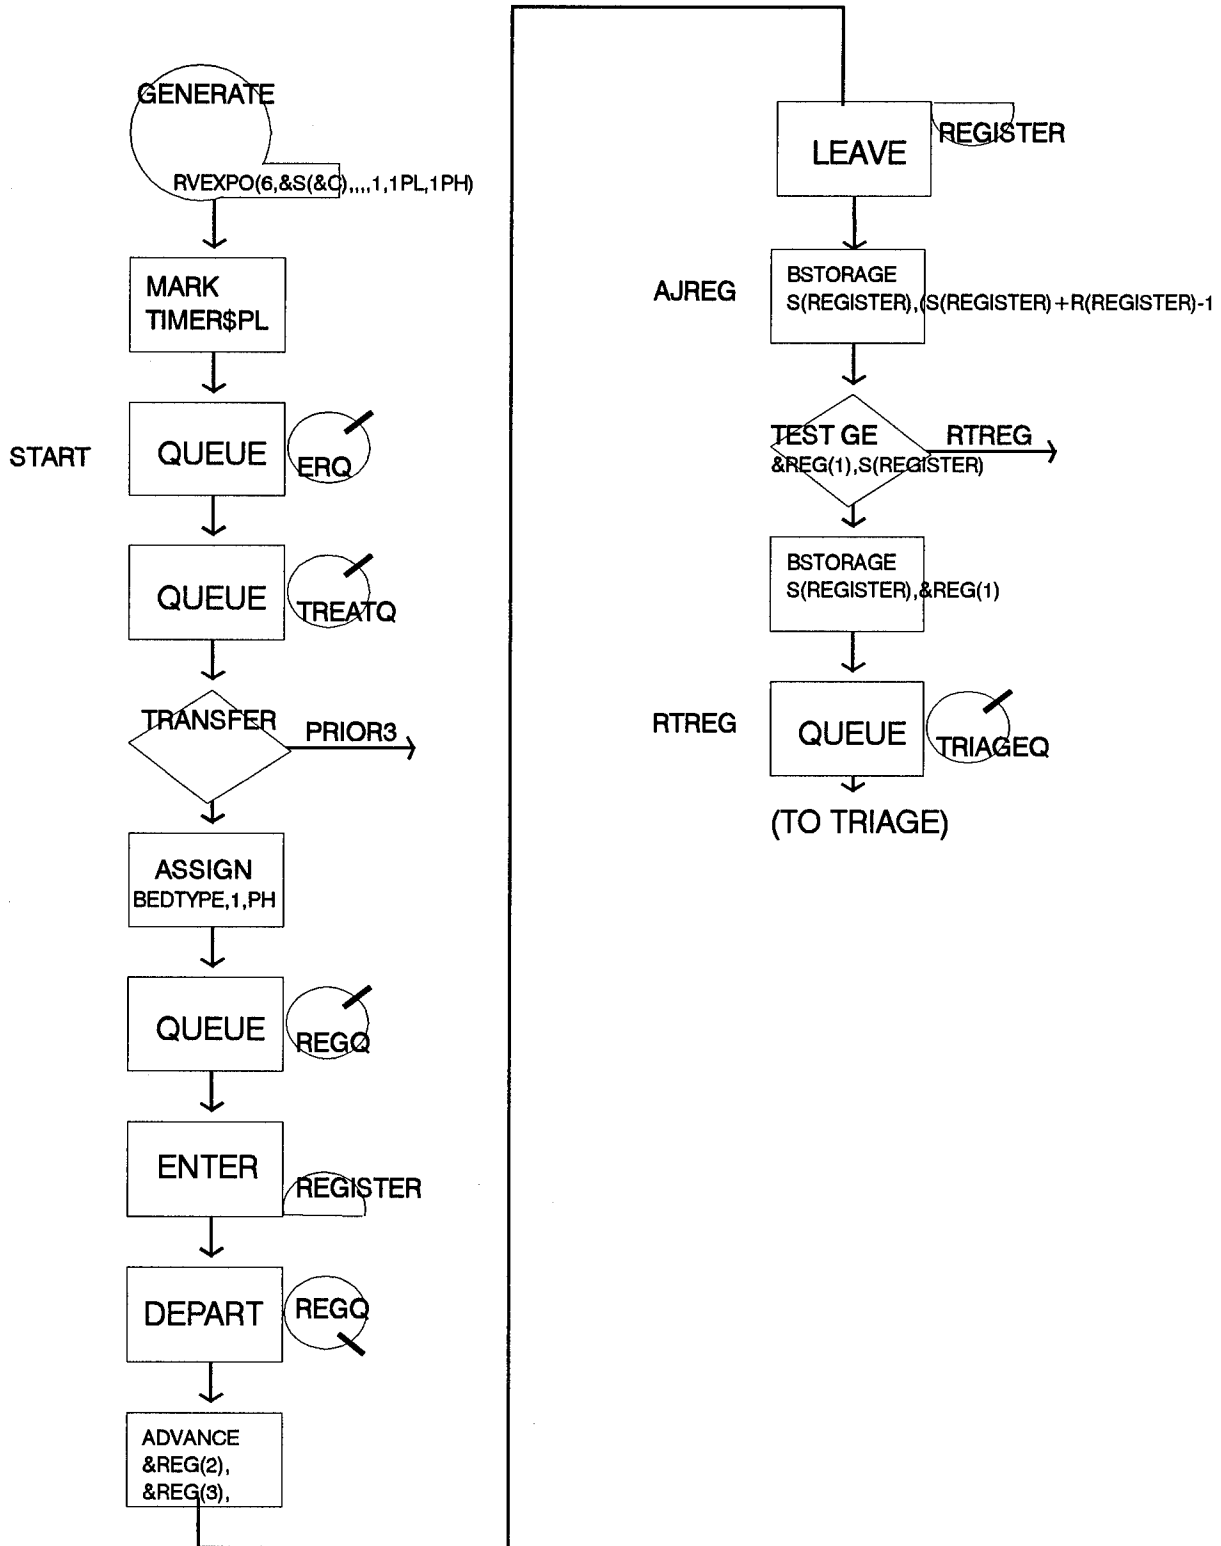 GENERATE
RVEXPO(6,&S(&C),,,,1,1PL,1PH)
MARK
TIMER$PL
START
QUEUE
ERQ
QUEUE
TREATQ
TRANSFER
PRIOR3
ASSIGN
BEDTYPE,1,PH
QUEUE
REGQ
ENTER
REGISTER
DEPART
REGQ
ADVANCE
&REG(2),
&REG(3),
LEAVE
REGISTER
AJREG
BSTORAGE
S(REGISTER),(S(REGISTER)+R(REGISTER)-1
TEST GE
&REG(1),S(REGISTER)
RTREG
BSTORAGE
S(REGISTER),&REG(1)
RTREG
QUEUE
TRIAGEQ
(TO TRIAGE)